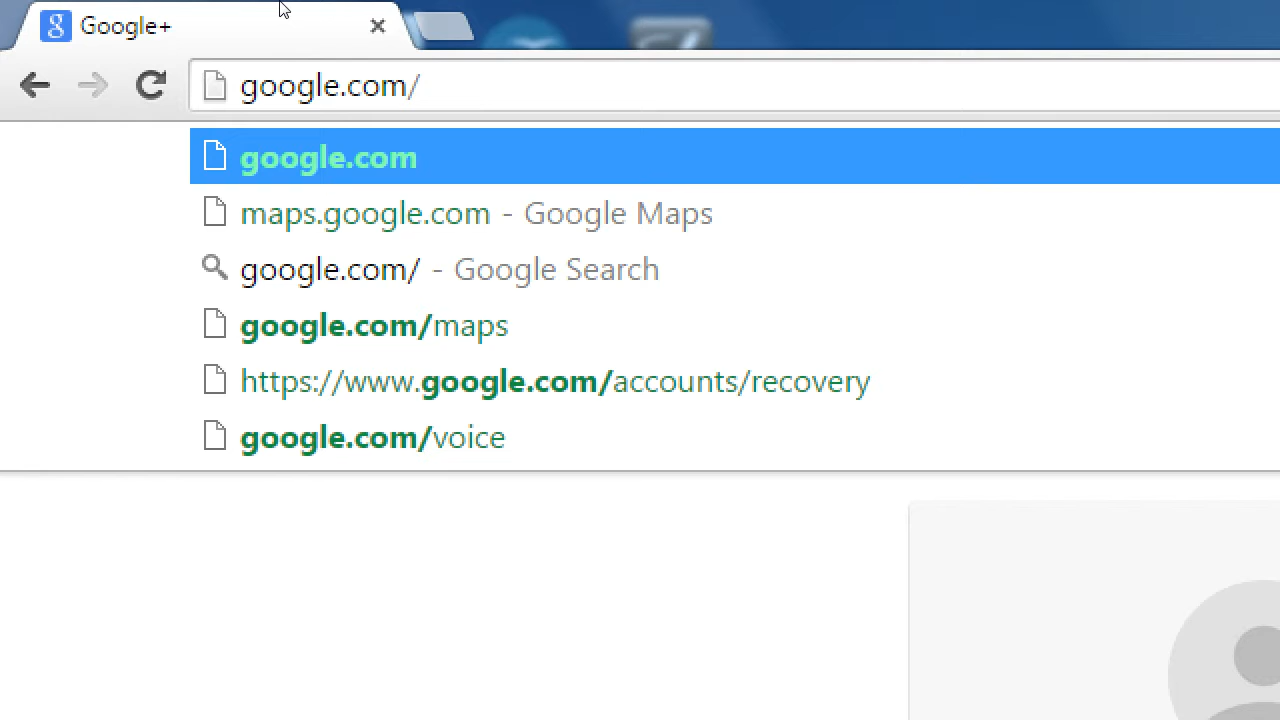 Google+
google.com/
google.com
maps.google.com - Google Maps
google.com/ - Google Search
google.com/maps
https://www.google.com/accounts/recovery
google.com/voice